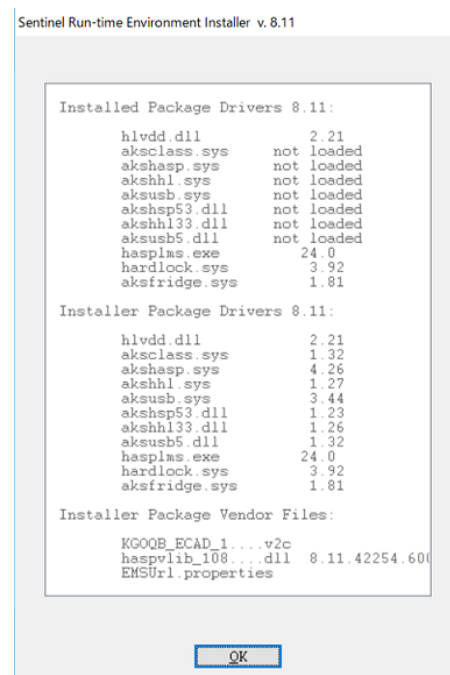 Sentinel Run-time Environment Installer v. 8.11
Installed Package Drivers 8.11:
hlvdd.dll 2.21
aksclass.sys not loaded
akshasp.sys not loaded
akshhl.sys not loaded
aksusb.sys not loaded
akshsp53.dll not loaded
akshhl33.dll not loaded
aksusb5.dll not loaded
hasplms.exe 24.0
hardlock.sys 3.92
aksfridge.sys 1.81
Installer Package Drivers 8.11:
hlvdd.dll 2.21
aksclass.sys 1.32
akshasp.sys 4.26
akshhl.sys 1.27
aksusb.sys 3.44
akshsp53.dll 1.23
akshhl33.dll 1.26
aksusb5.dll 1.32
hasplms.exe 24.0
hardlock.sys 3.92
aksfridge.sys 1.81
Installer Package Vendor Files:
KGOQB_ECAD_1....v2c
haspvlib_108....dll 8.11.42254.600
EMSUrl.properties
OK